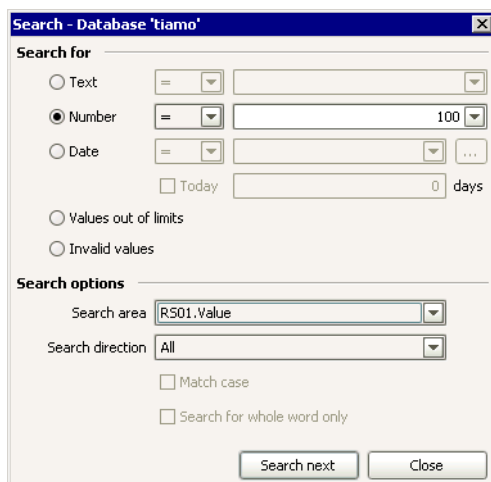 Search - Database 'tiamo'
Search for
Text =
Number = 100
Date = ...
Today 0 days
Values out of limits
Invalid values
Search options
Search area RS01.Value
Search direction All
Match case
Search for whole word only
Search next Close